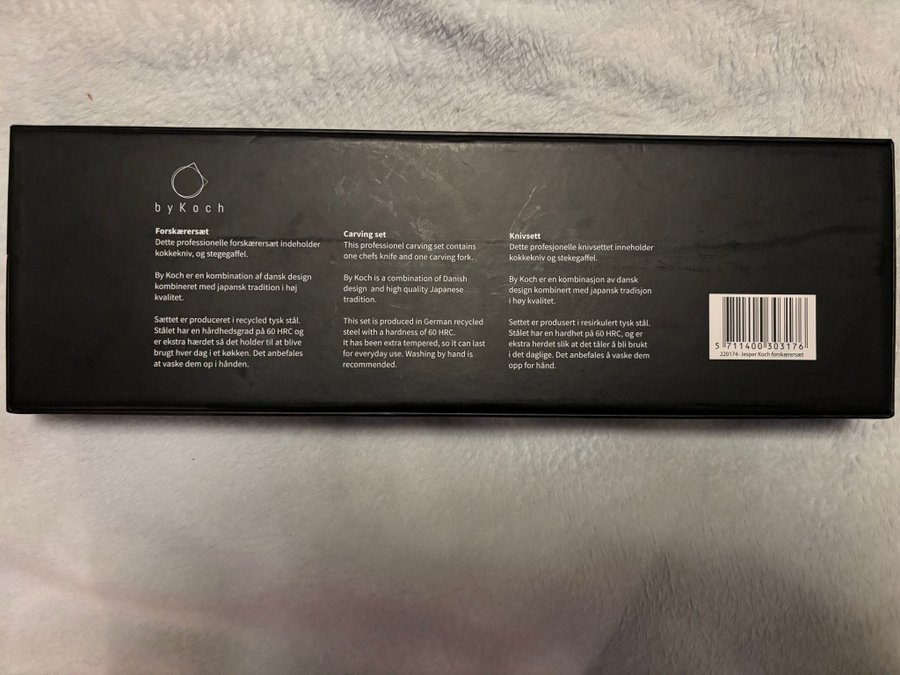 byKoch
Forskærersæt
Dette professionelle forskærersæt indeholder
kokkekniv, og stegegaffel.
By Koch er en kombination af dansk design
kombineret med japansk tradition i høj
kvalitet.
Sættet er produceret i recycled tysk stål.
Stålet har en hårdhedsgrad på 60 HRC og
er ekstra hærdet så det holder til at blive
brugt hver dag i et køkken. Det anbefales
at vaske dem op i hånden.
Carving set
This professionel carving set contains
one chefs knife and one carving fork.
By Koch is a combination of Danish
design and high quality Japanese
tradition.
This set is produced in German recycled
steel with a hardness of 60 HRC.
It has been extra tempered, so it can last
for everyday use. Washing by hand is
recommended.
Knivsett
Dette profesjonelle knivsettet inneholder
kokkekniv, og stekegaffel.
By Koch er en kombinasjon av dansk
design kombinert med japansk tradisjon
i høy kvalitet.
Settet er produsert i resirkulert tysk stål.
Stålet har en hardhet på 60 HRC, og er
ekstra herdet slik at det tåler å bli brukt
i det daglige. Det anbefales å vaske dem
opp for hånd.
5 711400 303176
220174- Jesper Koch forskærersæt